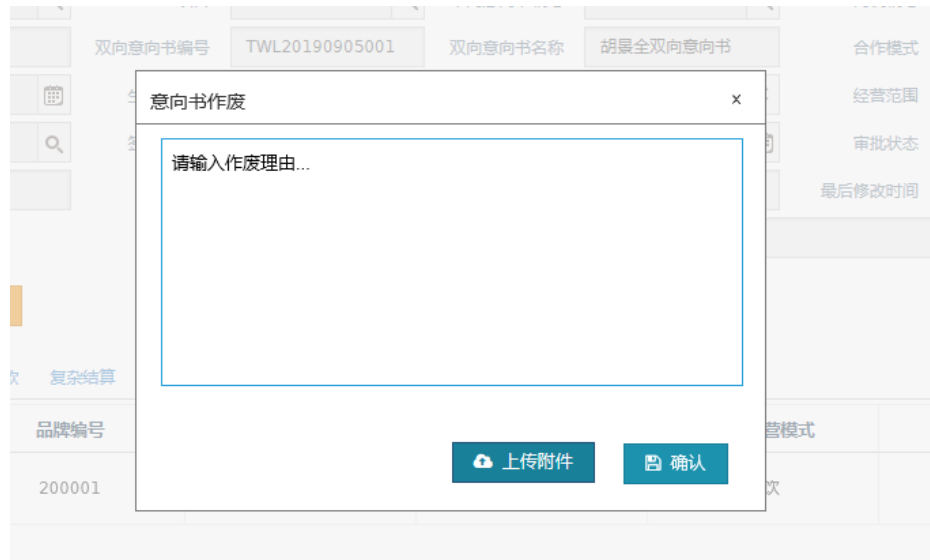 双向意向书编号 TWL20190905001 双向意向书名称 胡景全双向意向书 合作模式
意向书作废 x
经营范围
请输入作废理由...
审批状态
最后修改时间
复杂结算
品牌编号 营模式
上传附件 确认
200001 次